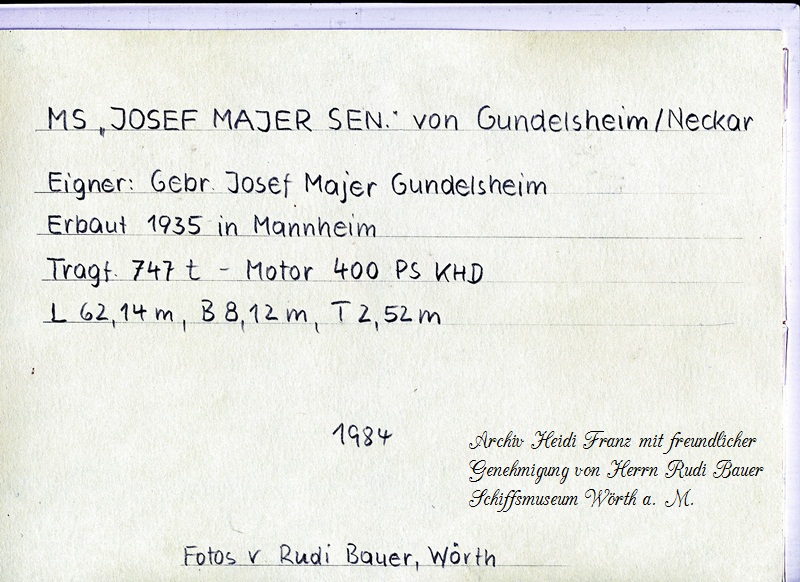 MS „JOSEF MAJER SEN." von Gundelsheim/Neckar
Eigner: Gebr. Josef Majer Gundelsheim
Erbaut 1935 in Mannheim
Tragf. 747 t - Motor 400 PS KHD
L 62,14 m, B 8,12 m, T 2,52 m
1984
Archiv Heidi Franz mit freundlicher
Genehmigung von Herrn Rudi Bauer
Schiffsmuseum Wörth a. M.
Fotos v Rudi Bauer, Wörth